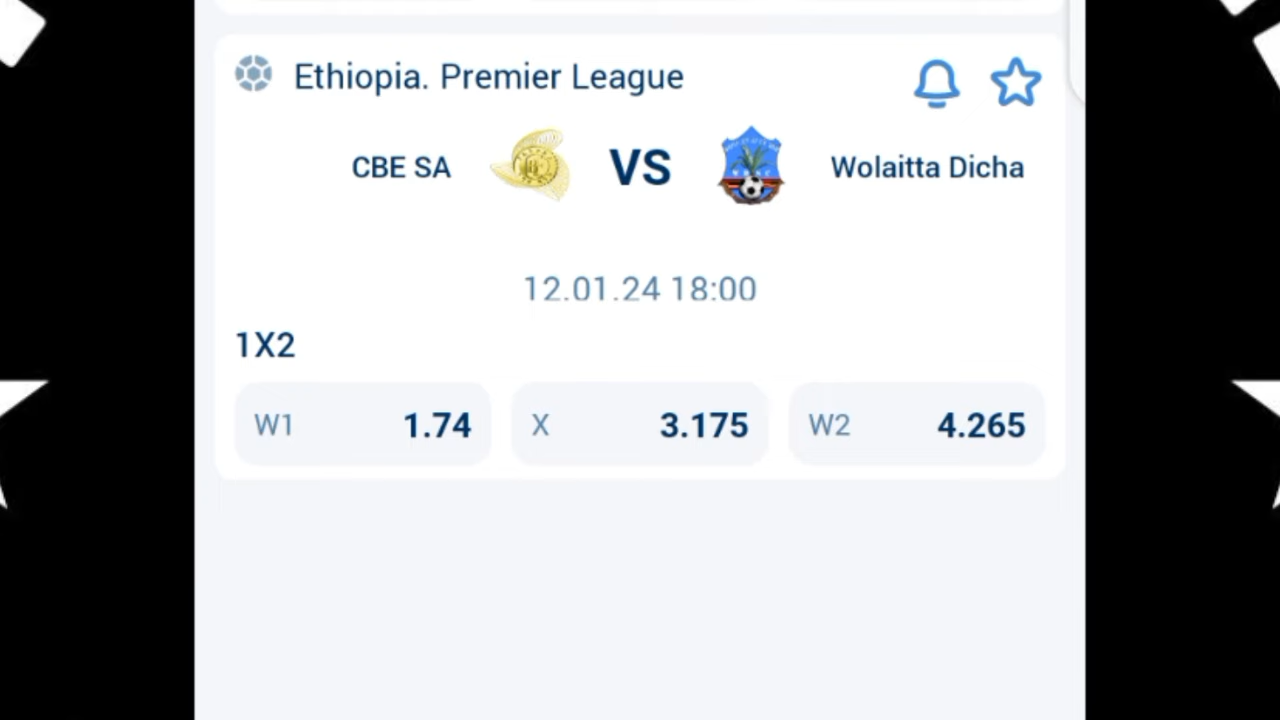 Ethiopia. Premier League
CBE SA VS Wolaitta Dicha
12.01.24 18:00
1X2
W1 1.74 X 3.175 W2 4.265